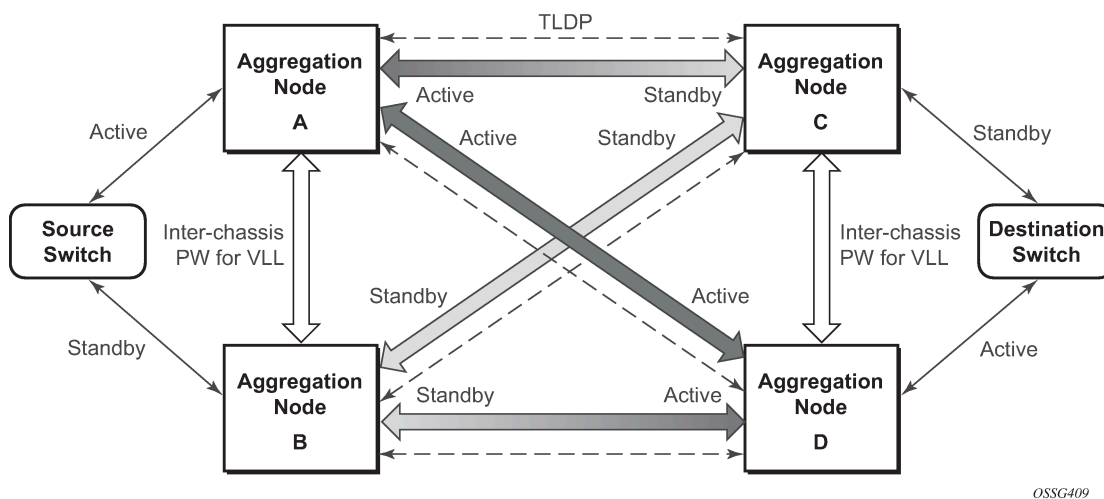 TLDP
Aggregation
Node
A
Aggregation
Node
C
Active
Standby
Active
Standby
Active
Standby
Source
Switch
Inter-chassis
PW for VLL
Inter-chassis
PW for VLL
Destination
Switch
Standby
Active
Standby
Active
Aggregation
Node
B
Standby
Active
Aggregation
Node
D
OSSG409